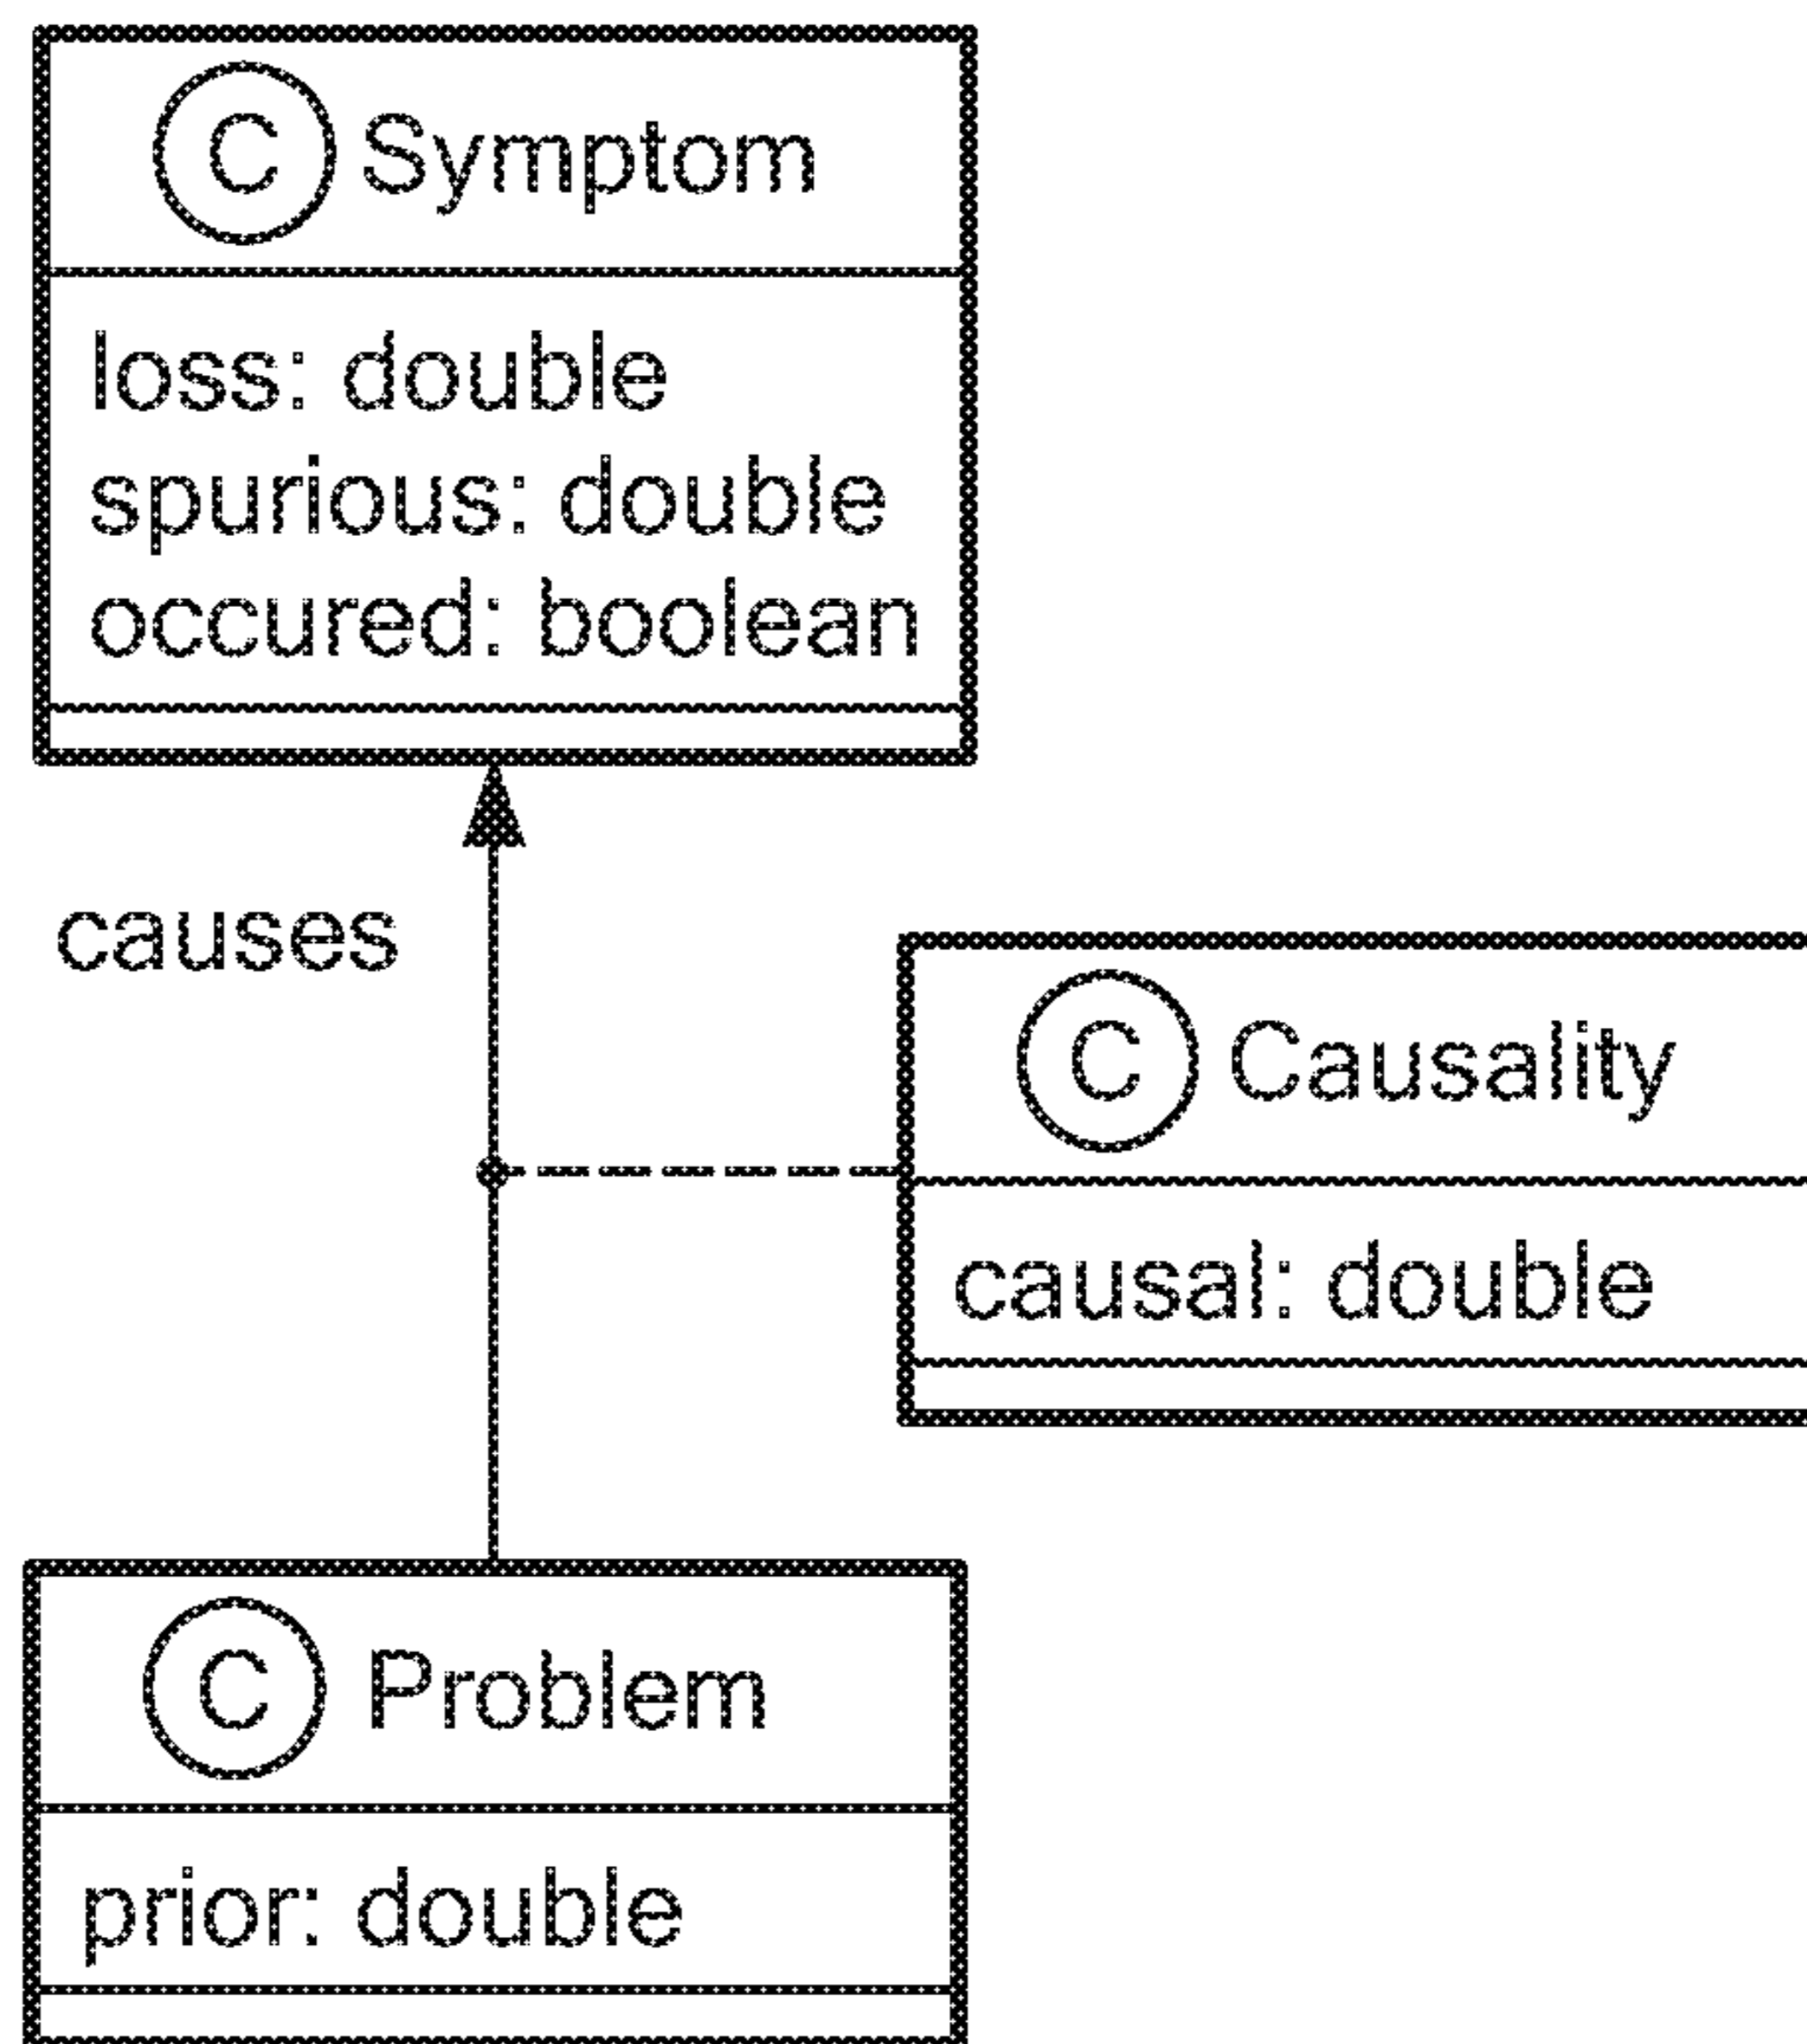 C Symptom
loss: double
spurious: double
occured: boolean
causes
C Causality
causal: double
C Problem
prior: double